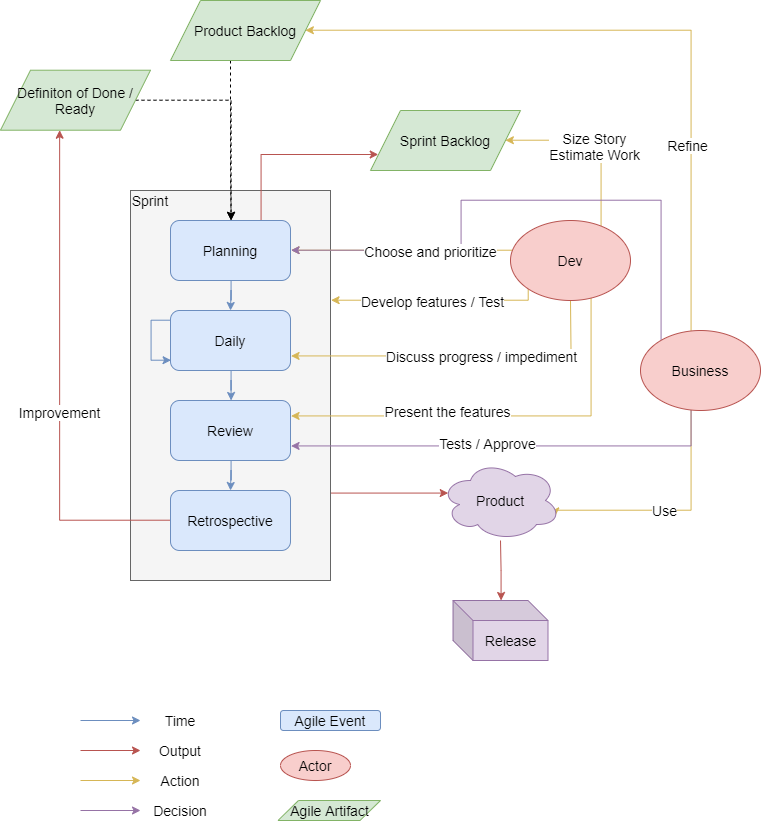 Product Backlog
Definiton of Done /
Ready
Sprint Backlog
Size Story
Estimate Work
Refine
Sprint
Planning
Choose and prioritize
Dev
Develop features / Test
Daily
Discuss progress / impediment
Business
Improvement
Present the features
Review
Tests / Approve
Product
Use
Retrospective
Release
Time
Agile Event
Output
Actor
Action
Decision
Agile Artifact